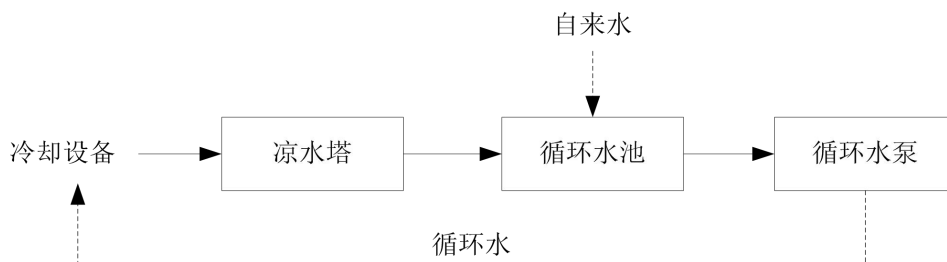 自来水
冷却设备
凉水塔
循环水池
循环水泵
循环水